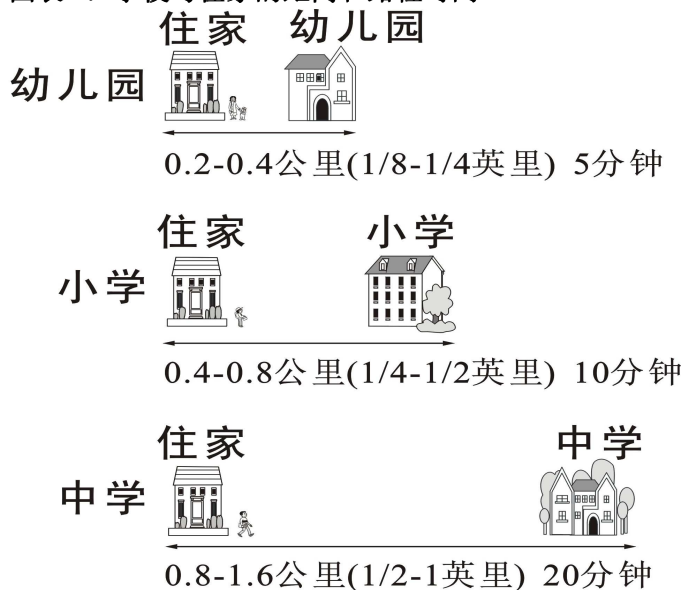 住家 幼儿园
幼儿园
0.2-0.4公里(1/8-1/4英里) 5分钟
住家 小学
小学
0.4-0.8公里(1/4-1/2英里) 10分钟
住家 中学
中学
0.8-1.6公里(1/2-1英里) 20分钟